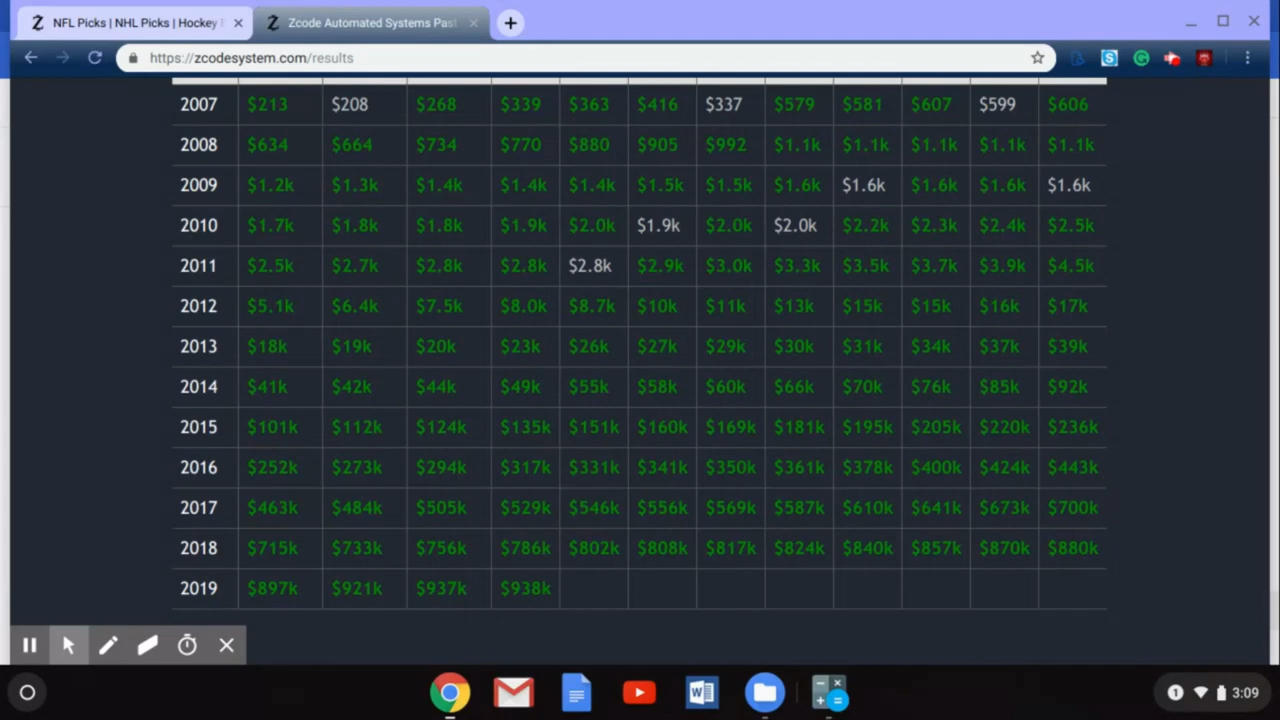 NFL Picks | NHL Picks | Hockey
Zcode Automated Systems Past
https://zcodesystem.com/results
2007 $213 $208 $268 $339 $363 $416 $337 $579 $581 $607 $599 $606
2008 $634 $664 $734 $770 $880 $905 $992 $1.1k $1.1k $1.1k $1.1k $1.1k
2009 $1.2k $1.3k $1.4k $1.4k $1.4k $1.5k $1.5k $1.6k $1.6k $1.6k $1.6k $1.6k
2010 $1.7k $1.8k $1.8k $1.9k $2.0k $1.9k $2.0k $2.0k $2.2k $2.3k $2.4k $2.5k
2011 $2.5k $2.7k $2.8k $2.8k $2.8k $2.9k $3.0k $3.3k $3.5k $3.7k $3.9k $4.5k
2012 $5.1k $6.4k $7.5k $8.0k $8.7k $10k $11k $13k $15k $15k $16k $17k
2013 $18k $19k $20k $23k $26k $27k $29k $30k $31k $34k $37k $39k
2014 $41k $42k $44k $49k $55k $58k $60k $66k $70k $76k $85k $92k
2015 $101k $112k $124k $135k $151k $160k $169k $181k $195k $205k $220k $236k
2016 $252k $273k $294k $317k $331k $341k $350k $361k $378k $400k $424k $443k
2017 $463k $484k $505k $529k $546k $556k $569k $587k $610k $641k $673k $700k
2018 $715k $733k $756k $786k $802k $808k $817k $824k $840k $857k $870k $880k
2019 $897k $921k $937k $938k
1 3:09